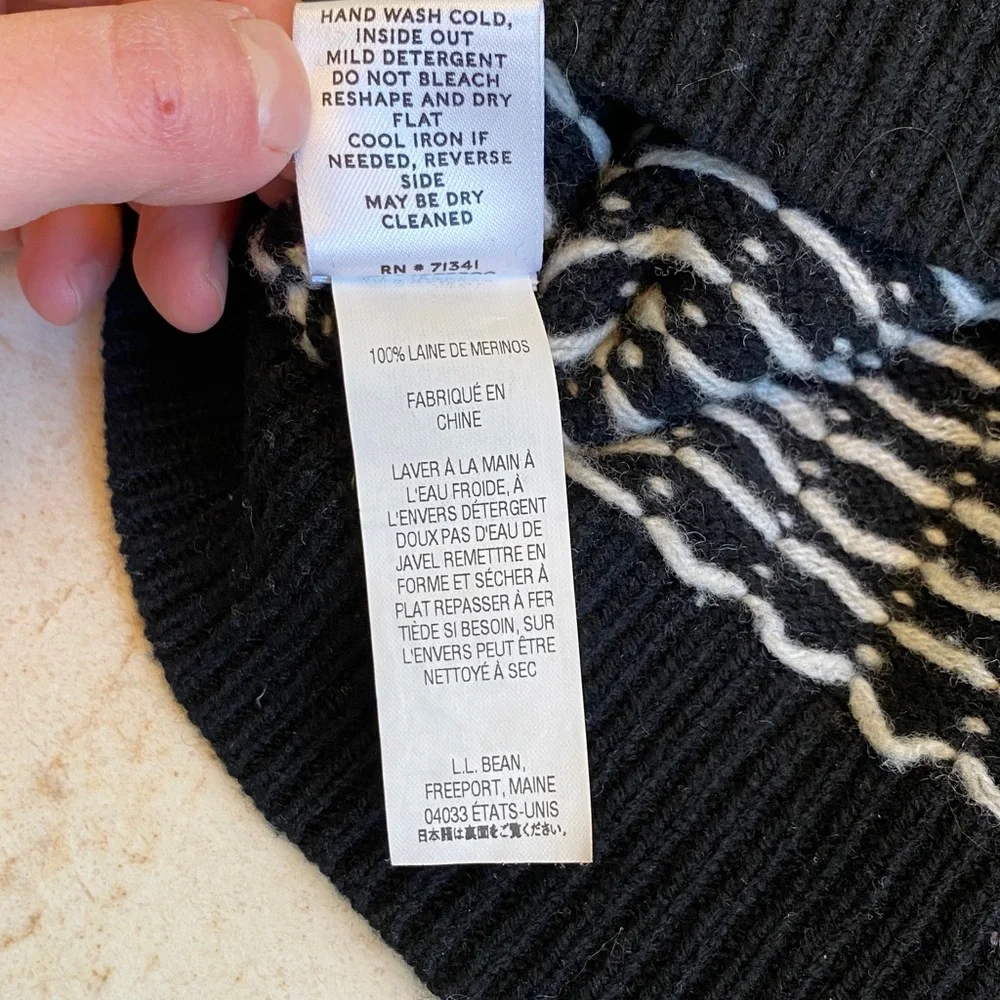 HAND WASH COLD,
INSIDE OUT
MILD DETERGENT
DO NOT BLEACH
RESHAPE AND DRY
FLAT
COOL IRON IF
NEEDED, REVERSE
SIDE
MAY BE DRY
CLEANED
RN # 71341
100% LAINE DE MERINOS
FABRIQUÉ EN
CHINE
LAVER À LA MAIN À
L'EAU FROIDE, À
L'ENVERS DÉTERGENT
DOUX PAS D'EAU DE
JAVEL REMETTRE EN
FORME ET SÉCHER À
PLAT REPASSER À FER
TIÈDE SI BESOIN, SUR
L'ENVERS PEUT ÊTRE
NETTOYÉ À SEC
L.L. BEAN,
FREEPORT, MAINE
04033 ÉTATS-UNIS
日本語は裏面をご覧ください。